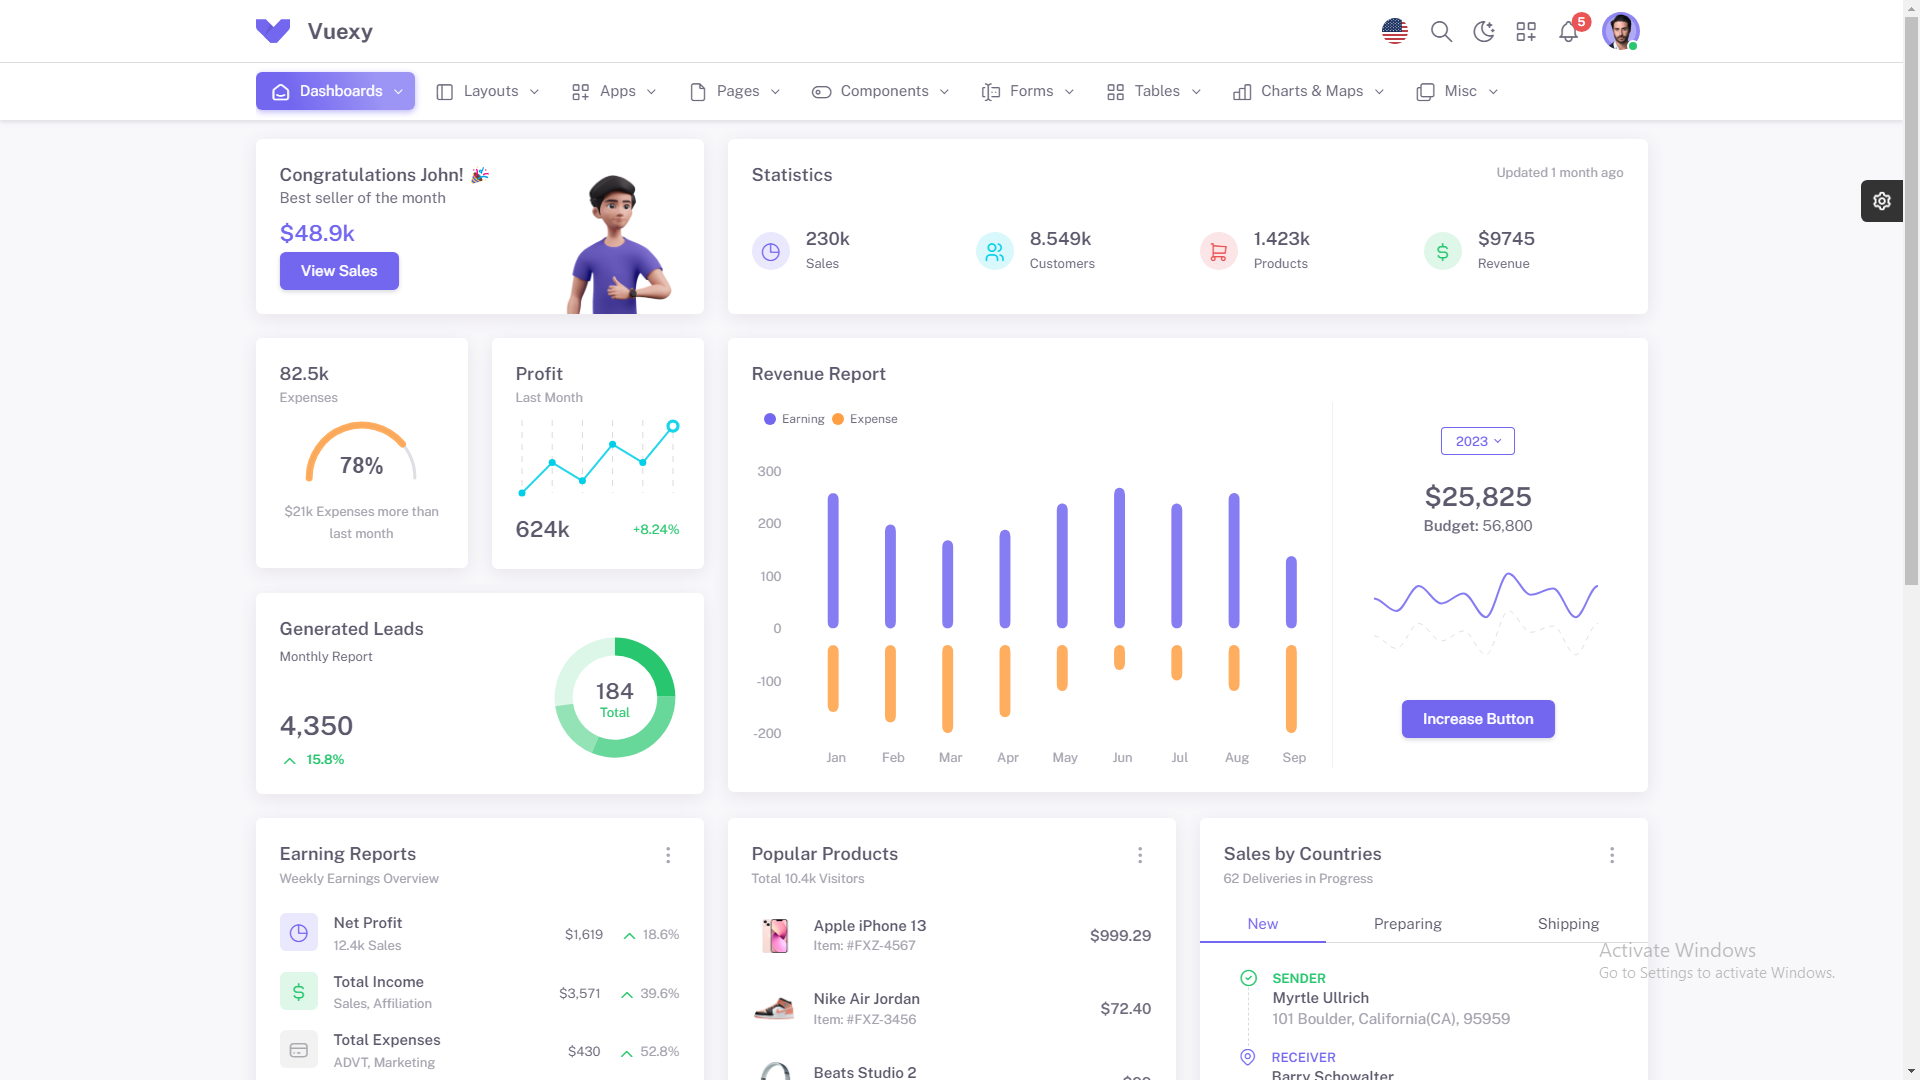 Vuexy
5
Dashboards
Layouts
Apps
Pages
Components
Forms
Tables
Charts & Maps
Misc
Congratulations John! 🎉
Best seller of the month
$48.9k
View Sales
Statistics
Updated 1 month ago
230k
Sales
8.549k
Customers
1.423k
Products
$9745
Revenue
82.5k
Expenses
78%
$21k Expenses more than
last month
Profit
Last Month
624k
+8.24%
Generated Leads
Monthly Report
4,350
15.8%
184
Total
Revenue Report
Earning
Expense
300
200
100
0
-100
-200
Jan
Feb
Mar
Apr
May
Jun
Jul
Aug
Sep
2023
$25,825
Budget: 56,800
Increase Button
Earning Reports
Weekly Earnings Overview
Net Profit
12.4k Sales
$1,619
18.6%
Total Income
Sales, Affiliation
$3,571
39.6%
Total Expenses
ADVT, Marketing
$430
52.8%
Popular Products
Total 10.4k Visitors
Apple iPhone 13
Item: #FXZ-4567
$999.29
Nike Air Jordan
Item: #FXZ-3456
$72.40
Beats Studio 2
Sales by Countries
62 Deliveries in Progress
New
Preparing
Shipping
SENDER
Myrtle Ullrich
101 Boulder, California(CA), 95959
RECEIVER
Barry Schowalter
Activate Windows
Go to Settings to activate Windows.